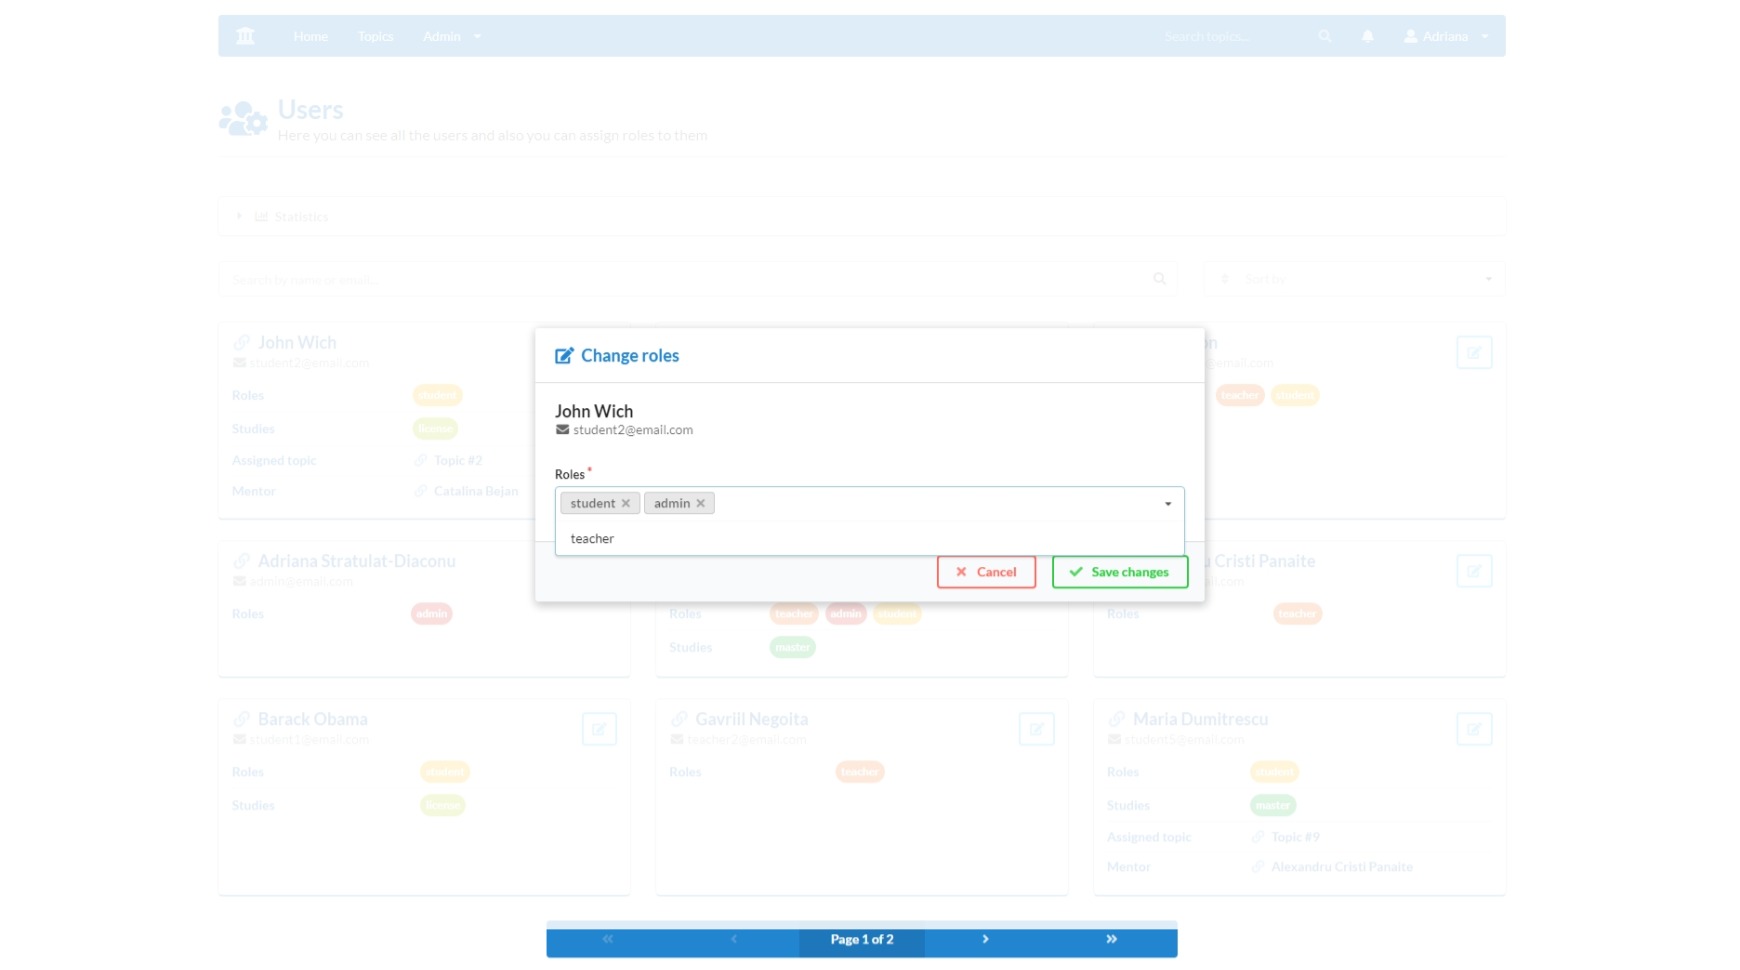 Home Topics Admin Search topics... Adriana
Users
Here you can see all the users and also you can assign roles to them
Statistics
Search by name or email... Sort by
John Wich
student2@email.com
Roles student
Studies license
Assigned topic Topic #2
Mentor Catalina Bejan
on
@email.com
teacher student
Change roles
John Wich
student2@email.com
Roles *
student admin
teacher
Cancel Save changes
Adriana Stratulat-Diaconu
admin@email.com
Roles admin
Roles teacher admin student
Studies master
u Cristi Panaite
il.com
Roles teacher
Barack Obama
student1@email.com
Roles student
Studies license
Gavriil Negoita
teacher2@email.com
Roles teacher
Maria Dumitrescu
student5@email.com
Roles student
Studies master
Assigned topic Topic #9
Mentor Alexandru Cristi Panaite
« ‹ Page 1 of 2 › »